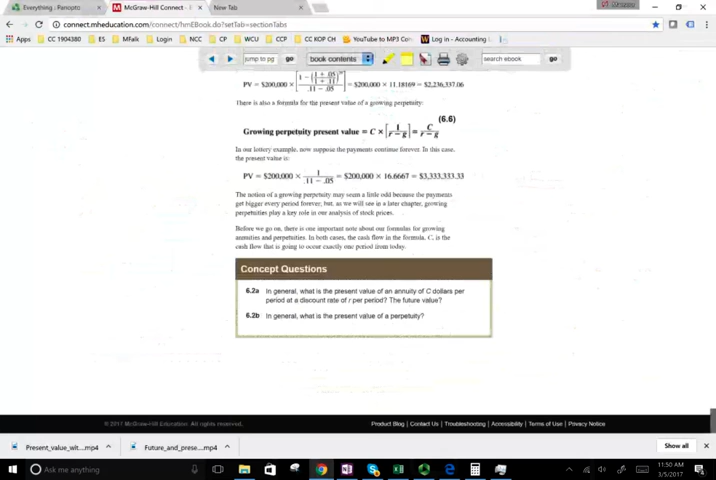 Everything : Panopto
McGraw-Hill Connect -
New Tab
connect.mheducation.com/connect/hmEBook.do?setTab=sectionTabs
Apps CC 1904380 ES MFalk Login NCC CP WCU CCF CC KOP CH YouTube to MP3 Conv Log in - Accounting
jump to pg go book contents search ebook go
PV = $200,000 × = $200,000 × 11.18169 = $2,236,337.06
There is also a formula for the present value of a growing perpetuity:
(6.6)
Growing perpetuity present value = C × [1/r − g] = C/r − g
In our lottery example, now suppose the payments continue forever. In this case,
the present value is:
PV = $200,000 × 1/.11 − .05 = $200,000 × 16.6667 = $3,333,333.33
The notion of a growing perpetuity may seem a little odd because the payments
get bigger every period forever, but, as we will see in a later chapter, growing
perpetuities play a key role in our analysis of stock prices.
Before we go on, there is one important note about our formulas for growing
annuities and perpetuities. In both cases, the cash flow in the formula, C, is the
cash flow that is going to occur exactly one period from today.
Concept Questions
6.2a In general, what is the present value of an annuity of C dollars per
period at a discount rate of r per period? The future value?
6.2b In general, what is the present value of a perpetuity?
© 2017 McGraw-Hill Education. All rights reserved.
Product Blog | Contact Us | Troubleshooting | Accessibility | Terms of Use | Privacy Notice
Present_value_wit....mp4
Future_and_prese....mp4
Show all
Ask me anything
11:50 AM
3/5/2017